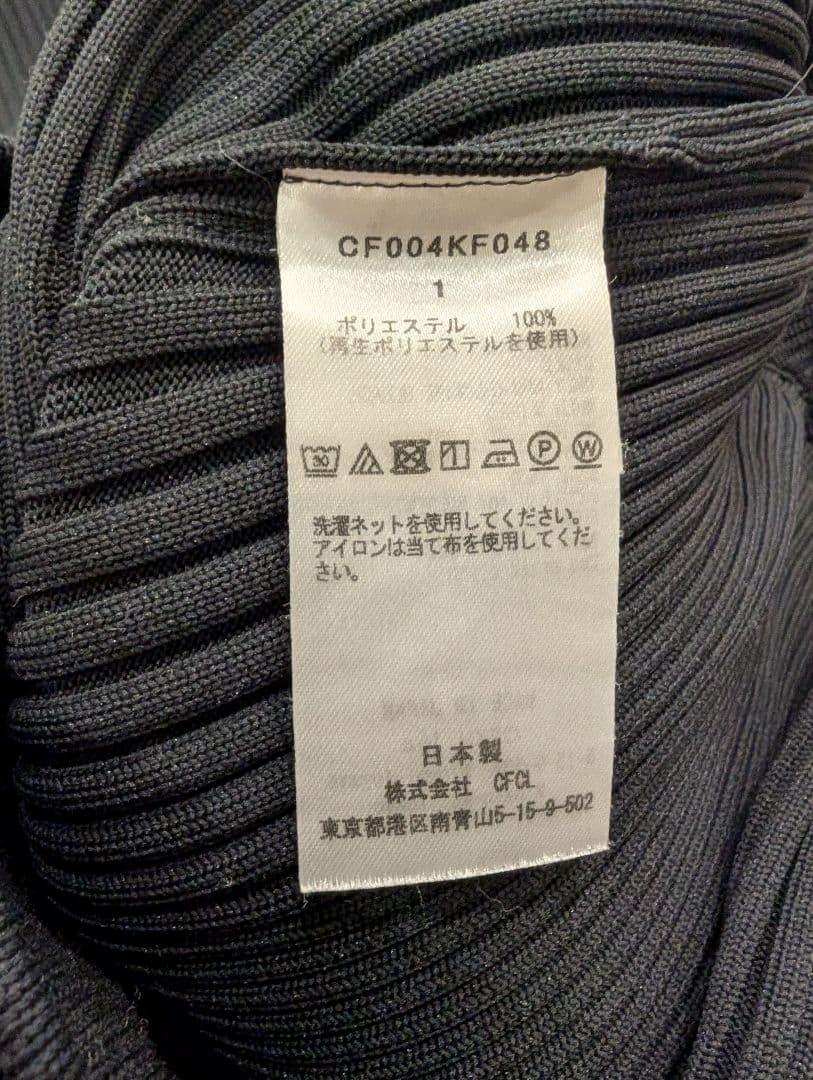 CF004KF048
1
ポリエステル 100%
(再生ポリエステルを使用)
30
P W
洗濯ネットを使用してください。
アイロンは当て布を使用してくだ
さい。
日本製
株式会社 CFCL
東京都港区南青山5-15-9-502